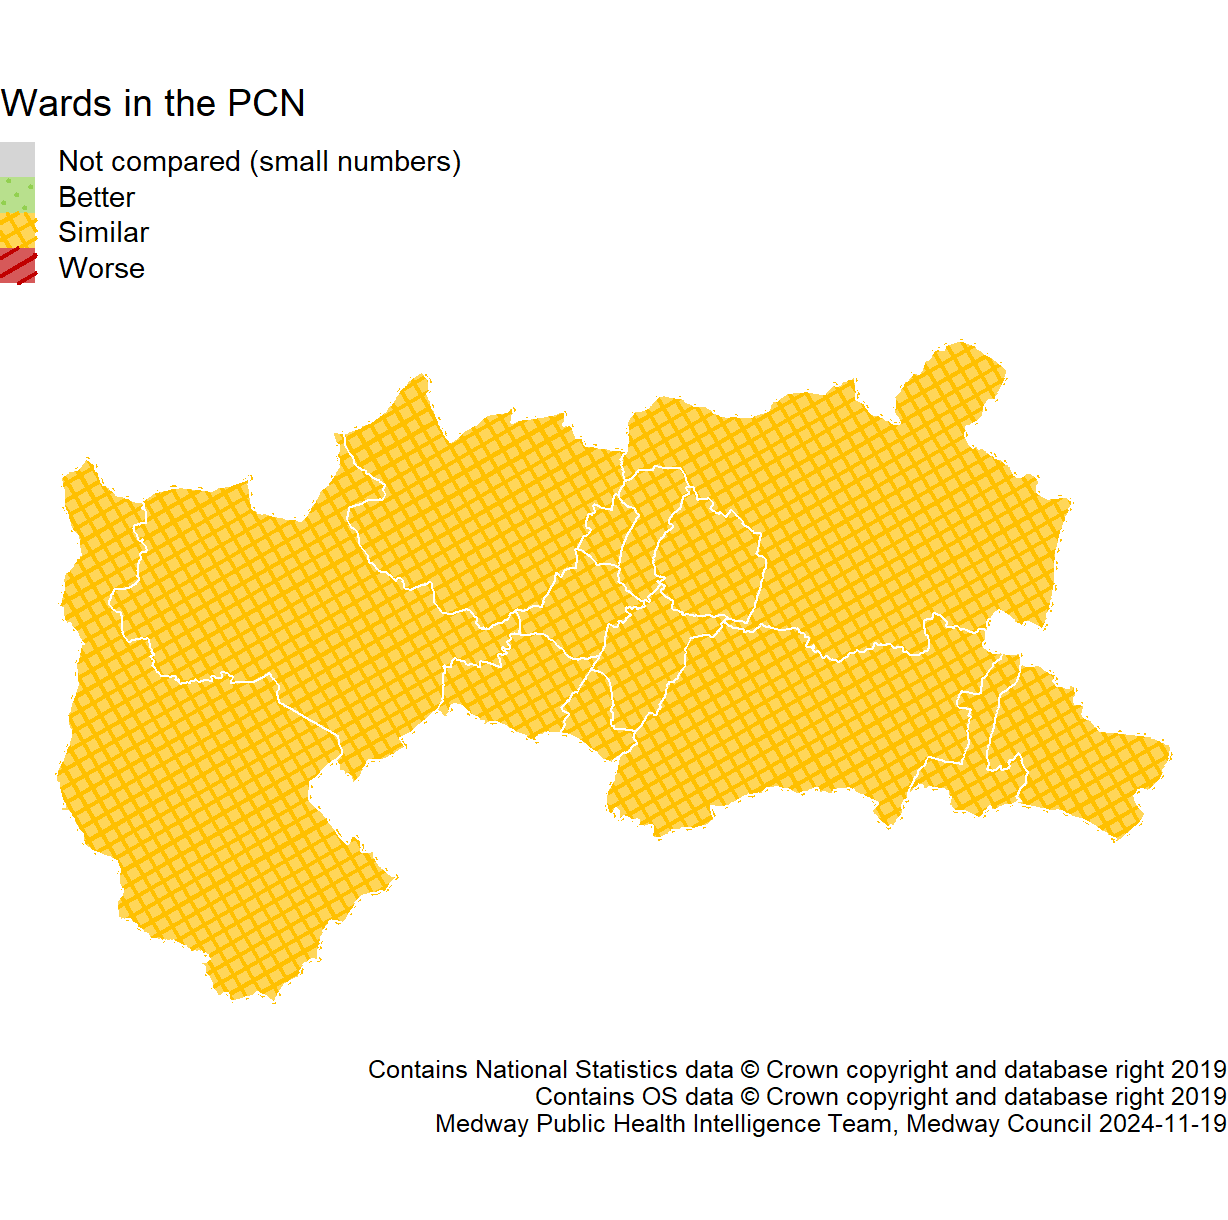 Wards in the PCN
Not compared (small numbers)
Better
Similar
Worse
Contains National Statistics data © Crown copyright and database right 2019
Contains OS data © Crown copyright and database right 2019
Medway Public Health Intelligence Team, Medway Council 2024-11-19